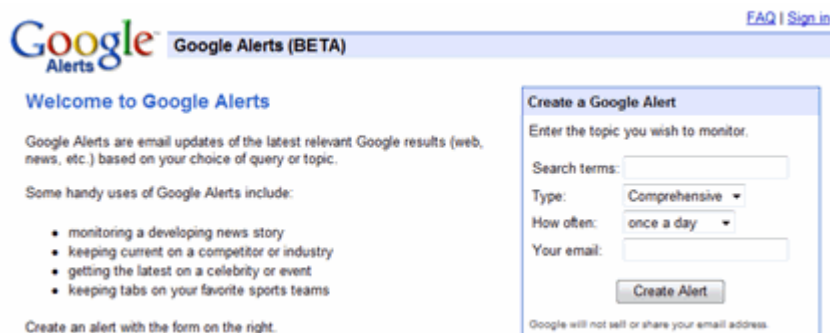 FAQ | Sign in
Google
Alerts
Google Alerts (BETA)
Welcome to Google Alerts
Google Alerts are email updates of the latest relevant Google results (web,
news, etc.) based on your choice of query or topic.
Some handy uses of Google Alerts include:
• monitoring a developing news story
• keeping current on a competitor or industry
• getting the latest on a celebrity or event
• keeping tabs on your favorite sports teams
Create an alert with the form on the right.
Create a Google Alert
Enter the topic you wish to monitor.
Search terms:
Type: Comprehensive
How often: once a day
Your email:
Create Alert
Google will not sell or share your email address.